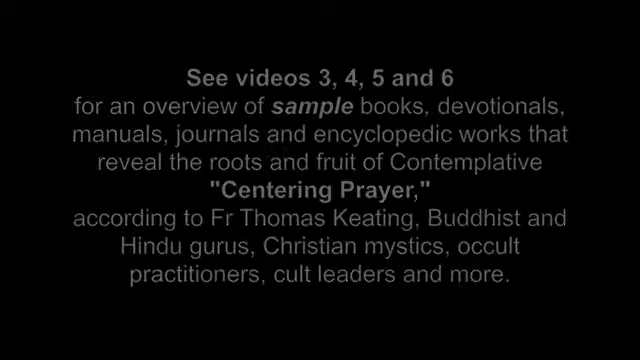 See videos 3, 4, 5 and 6
for an overview of sample books, devotionals,
manuals, journals and encyclopedic works that
reveal the roots and fruit of Contemplative
"Centering Prayer,"
according to Fr Thomas Keating, Buddhist and
Hindu gurus, Christian mystics, occult
practitioners, cult leaders and more.